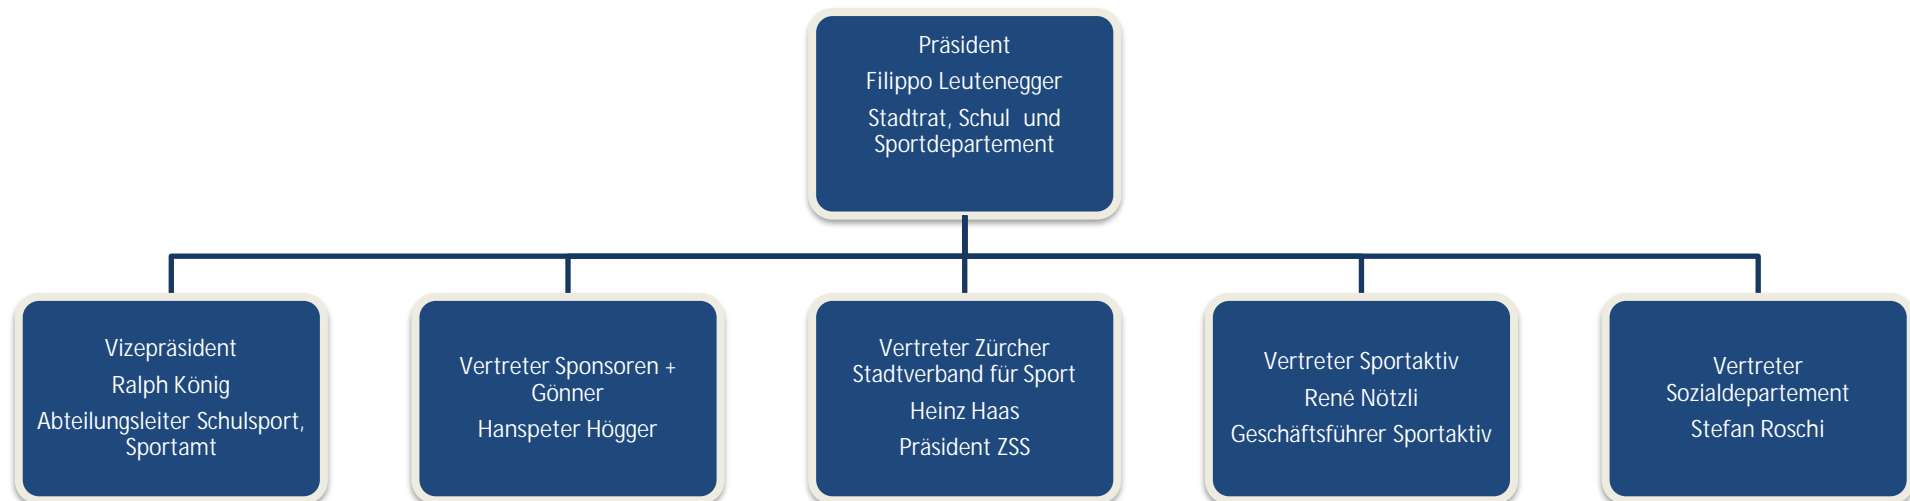 Präsident
Filippo Leutenegger
Stadtrat, Schul und
Sportdepartement
Vizepräsident
Ralph König
Abteilungsleiter Schulsport,
Sportamt
Vertreter Sponsoren +
Gönner
Hanspeter Högger
Vertreter Zürcher
Stadtverband für Sport
Heinz Haas
Präsident ZSS
Vertreter Sportaktiv
René Nötzli
Geschäftsführer Sportaktiv
Vertreter
Sozialdepartement
Stefan Roschi